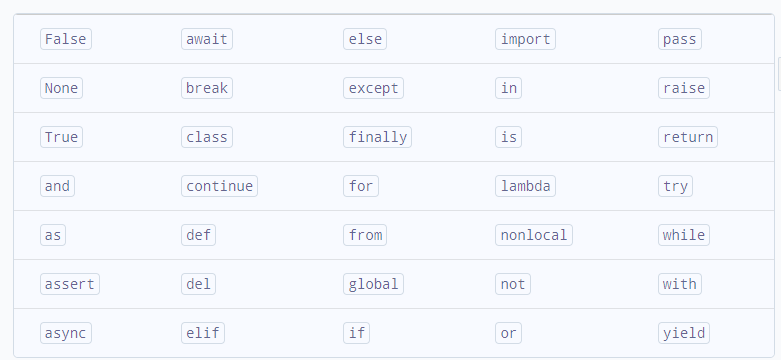 False await else import pass
None break except in raise
True class finally is return
and continue for lambda try
as def from nonlocal while
assert del global not with
async elif if or yield